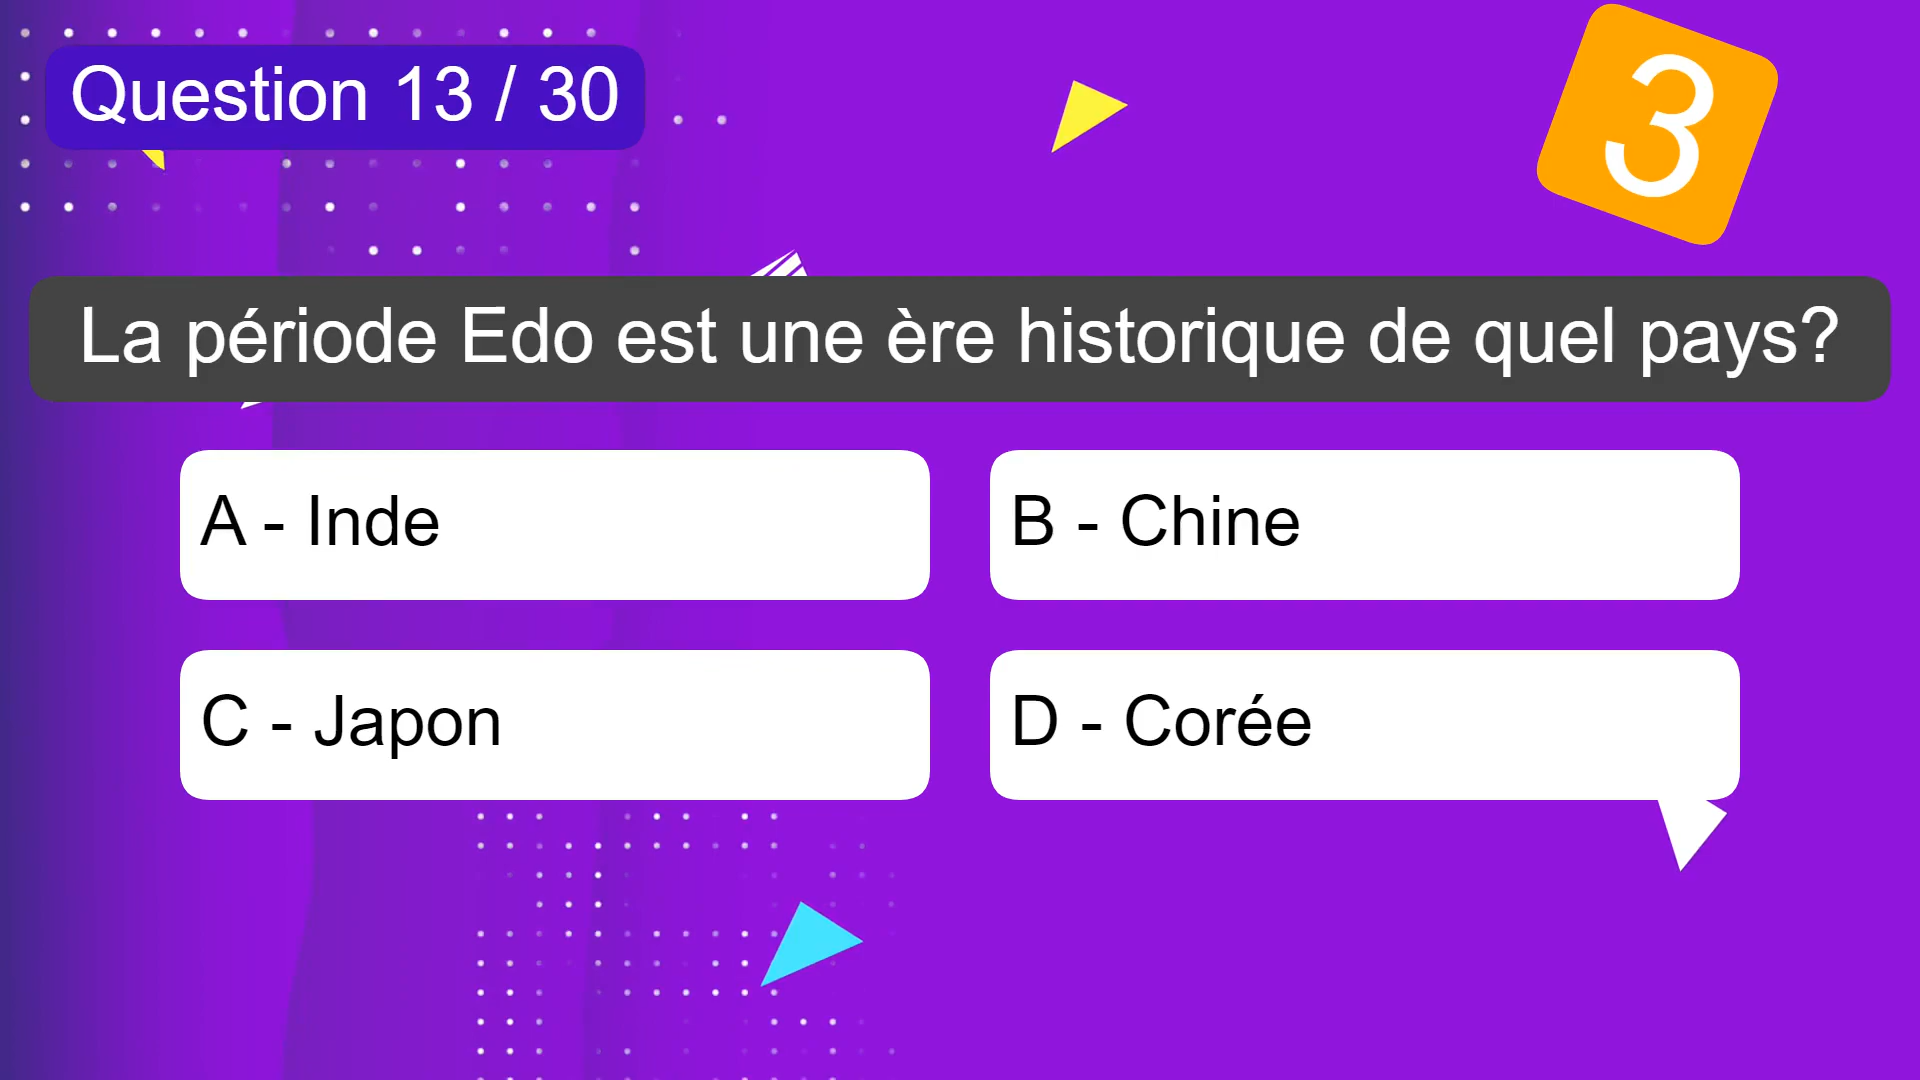 Question 13 / 30
3
La période Edo est une ère historique de quel pays?
A - Inde
B - Chine
C - Japon
D - Corée